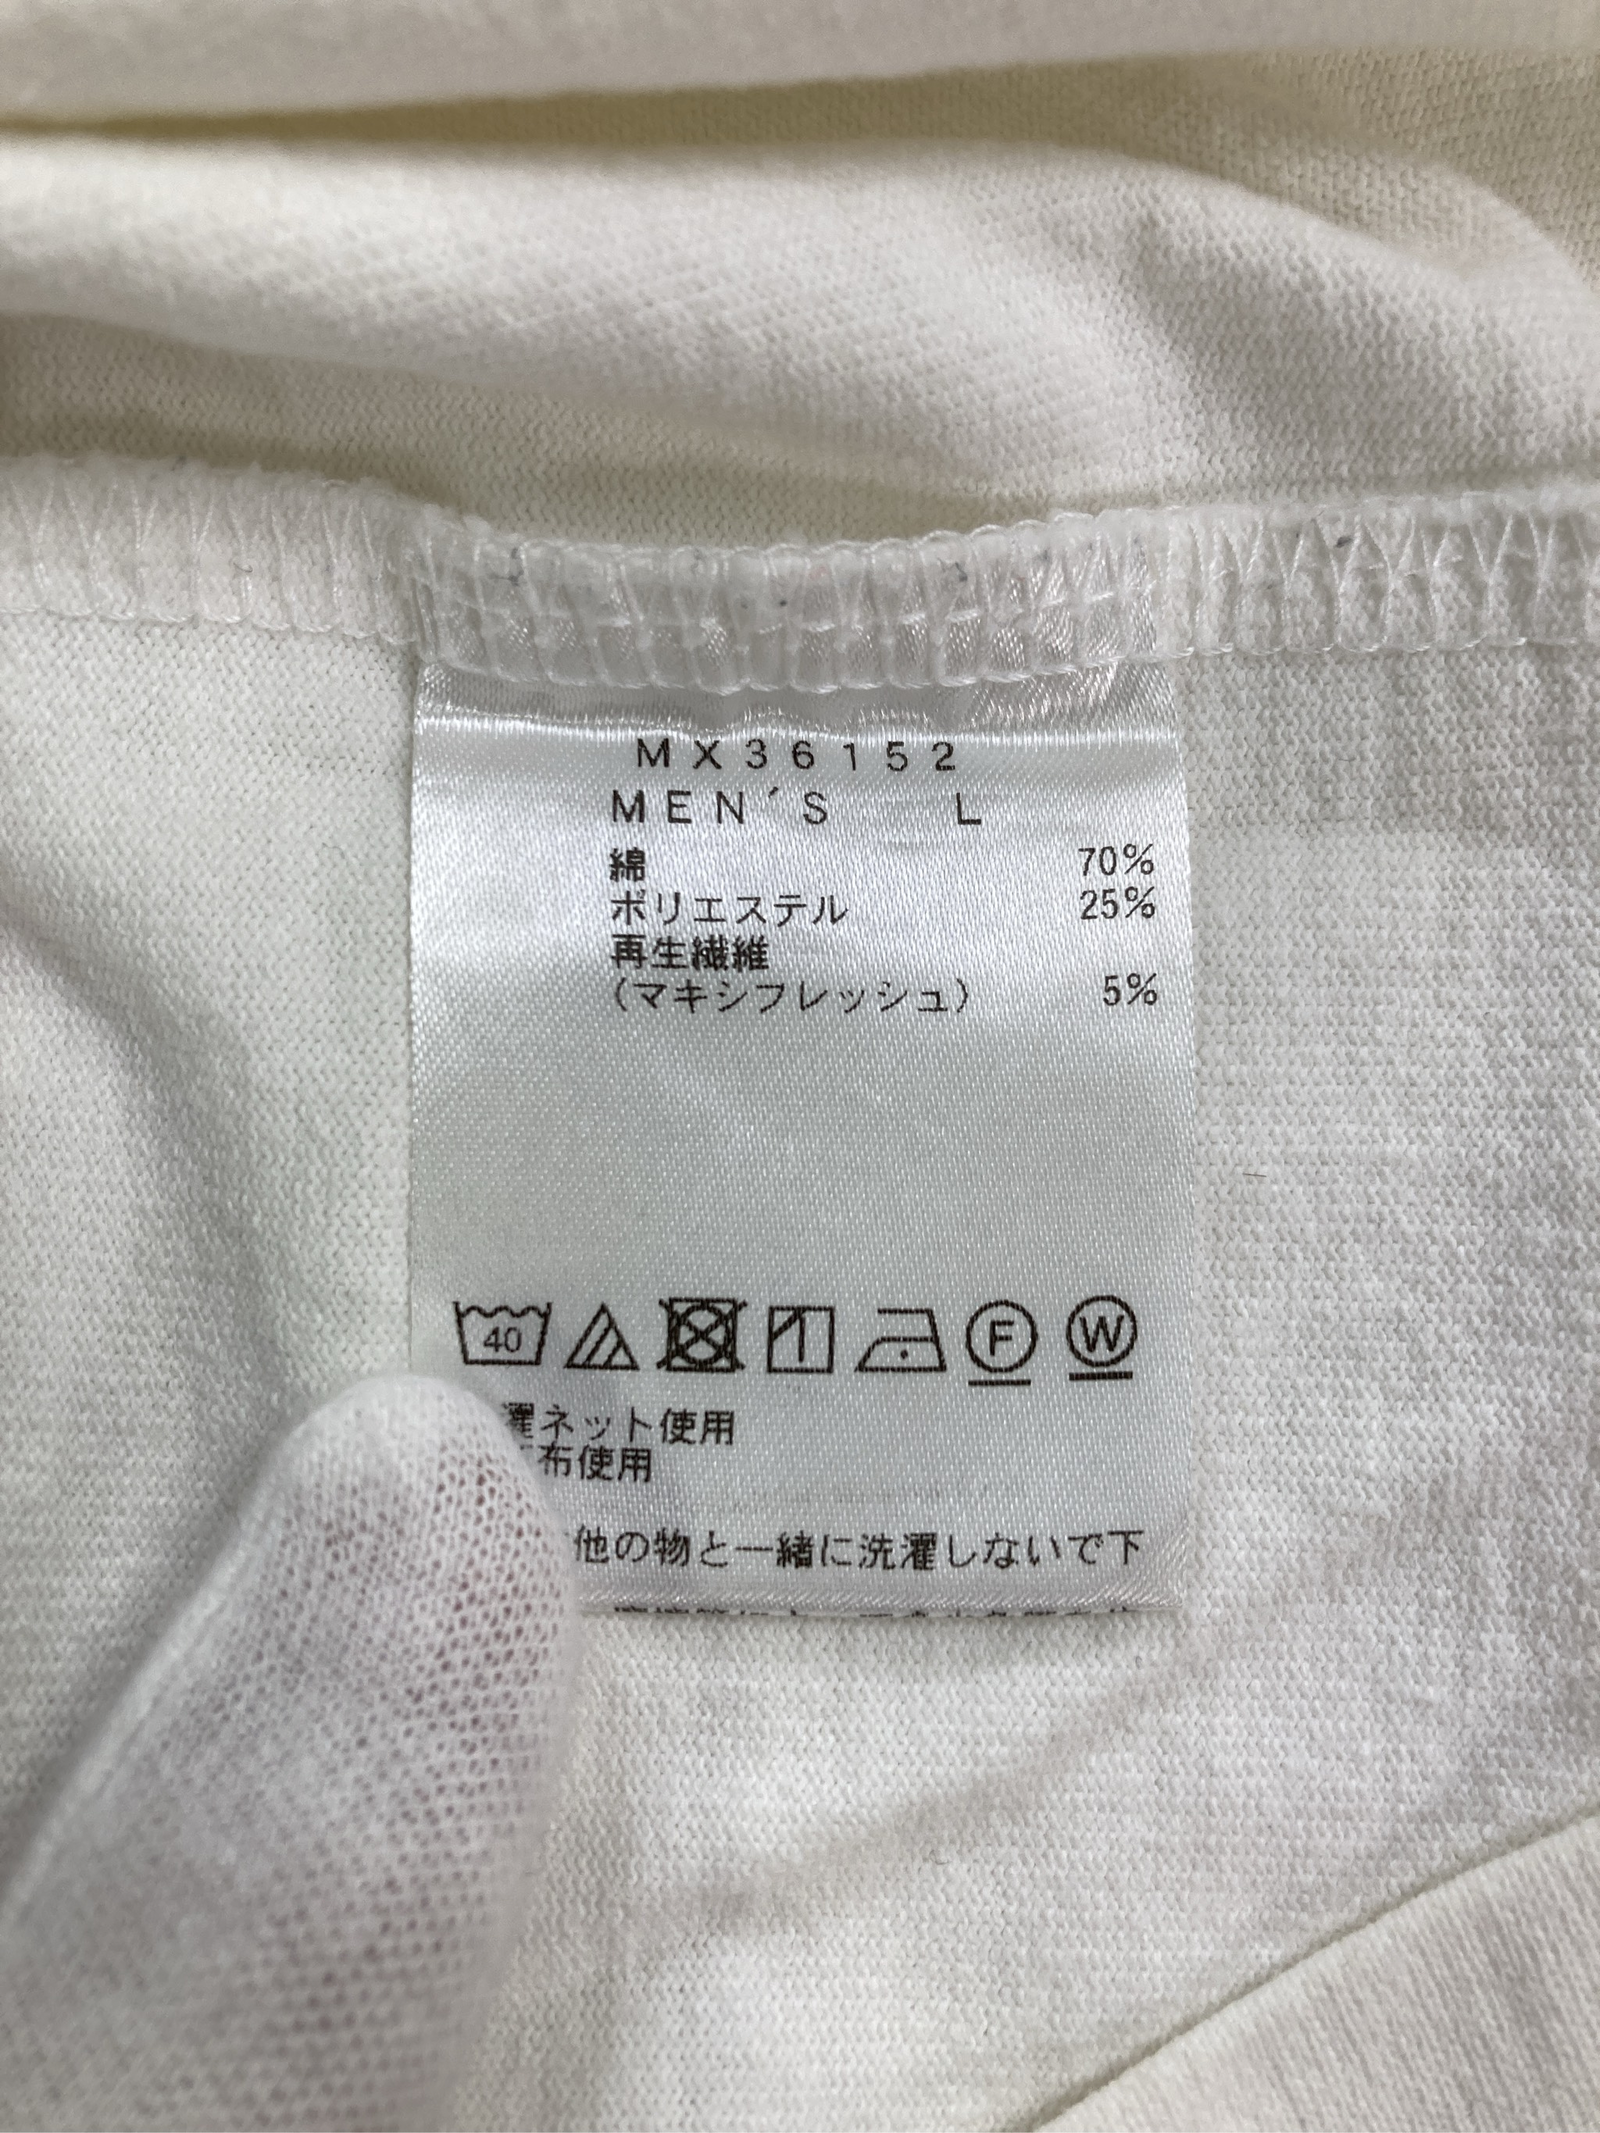 MX36152
MEN'S L
綿 70%
ポリエステル 25%
再生繊維
(マキシフレッシュ) 5%
40
F W
濯ネット使用
布使用
他の物と一緒に洗濯しないで下